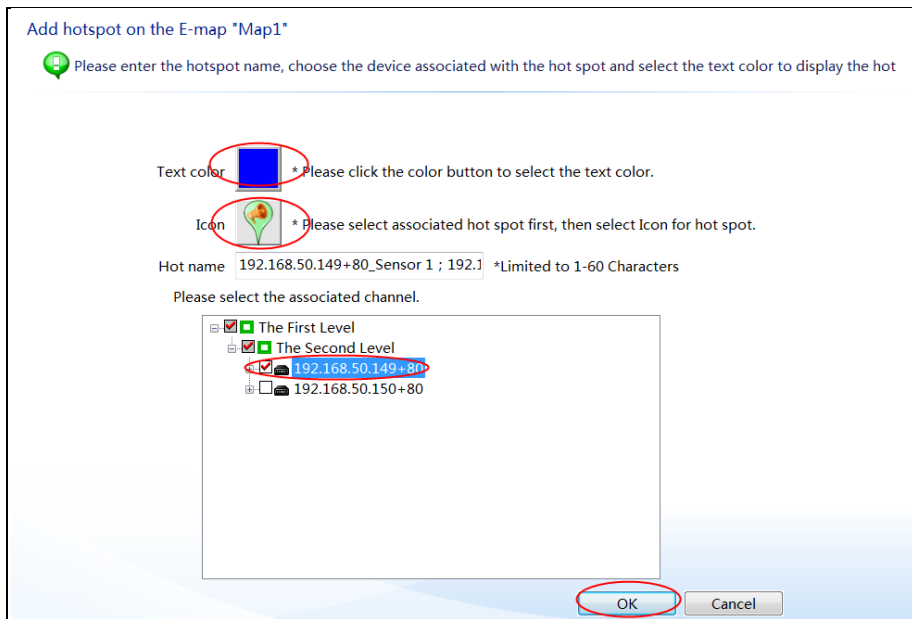 Add hotspot on the E-map "Map1"
Please enter the hotspot name, choose the device associated with the hot spot and select the text color to display the hot
Text color * Please click the color button to select the text color.
Icon * Please select associated hot spot first, then select Icon for hot spot.
Hot name 192.168.50.149+80_Sensor 1 ; 192.1 *Limited to 1-60 Characters
Please select the associated channel.
The First Level
The Second Level
192.168.50.149+80
192.168.50.150+80
OK Cancel